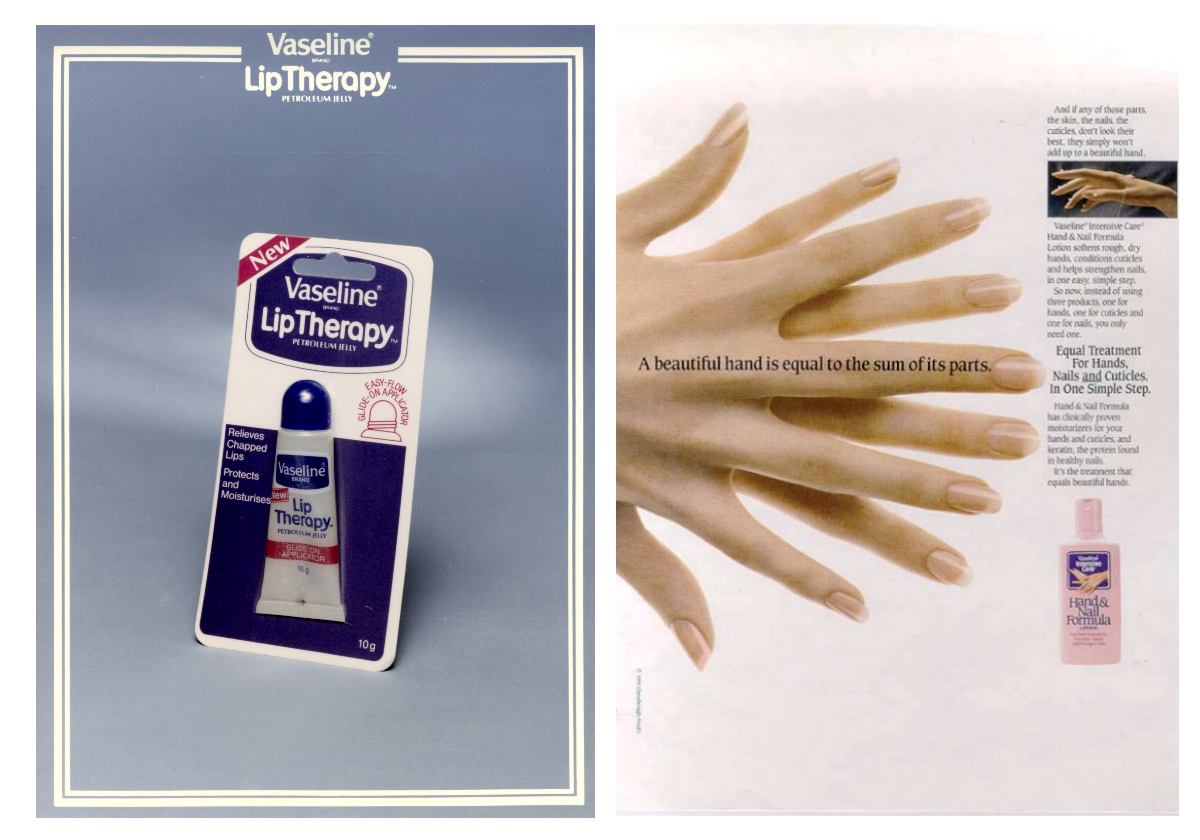 Vaseline®
BRAND
LipTherapy™
PETROLEUM JELLY
New
Vaseline®
BRAND
LipTherapy™
PETROLEUM JELLY
EASY-FLOW
GLIDE-ON APPLICATOR
Relieves
Chapped
Lips
Protects
and
Moisturises
Vaseline®
BRAND
New
Lip
Therapy™
PETROLEUM JELLY
GLIDE-ON
APPLICATOR
10 g
10g
A beautiful hand is equal to the sum of its parts.
And if any of those parts,
the skin, the nails, the
cuticles, don't look their
best, they simply won't
add up to a beautiful hand.
Vaseline® Intensive Care®
Hand & Nail Formula
Lotion softens rough, dry
hands, conditions cuticles
and helps strengthen nails,
in one easy, simple step.
So now, instead of using
three products, one for
hands, one for cuticles and
one for nails, you only
need one.
Equal Treatment
For Hands,
Nails and Cuticles.
In One Simple Step.
Hand & Nail Formula
has clinically proven
moisturizers for your
hands and cuticles, and
keratin, the protein found
in healthy nails.
It's the treatment that
equals beautiful hands.
Vaseline
Intensive
Care
Hand &
Nail
Formula
LOTION